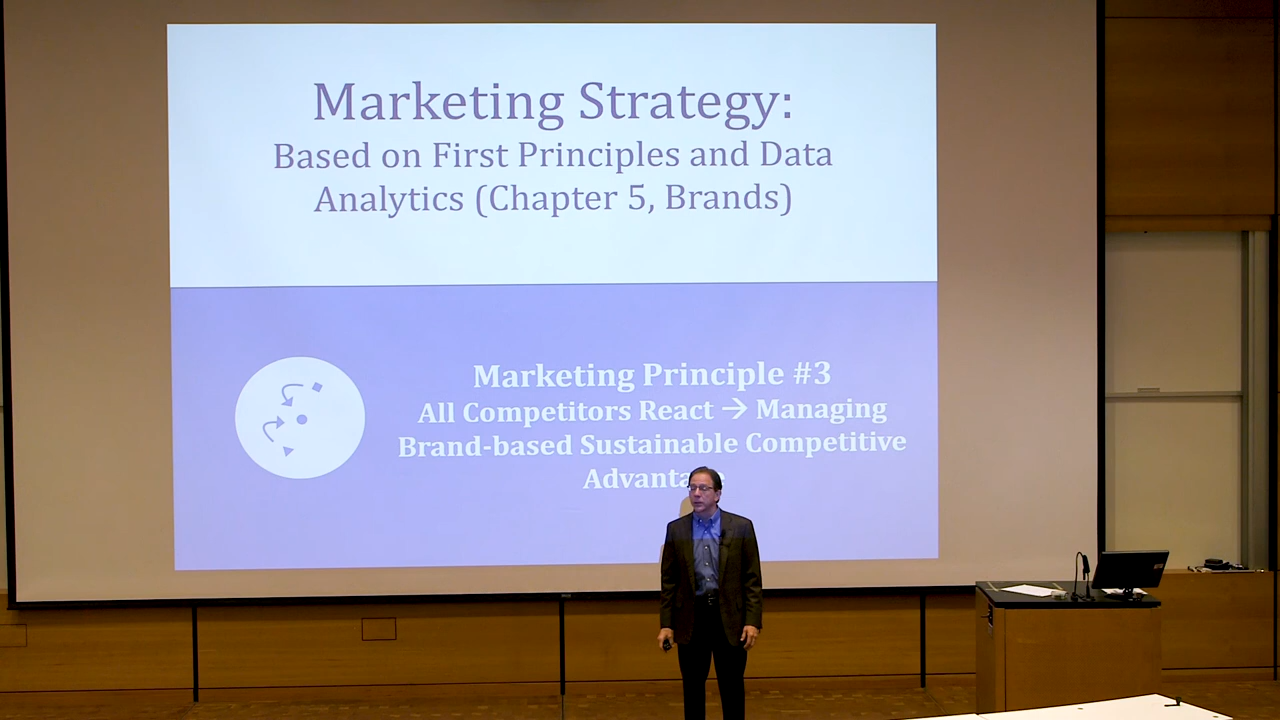 Marketing Strategy:
Based on First Principles and Data
Analytics (Chapter 5, Brands)
Marketing Principle #3
All Competitors React → Managing
Brand-based Sustainable Competitive